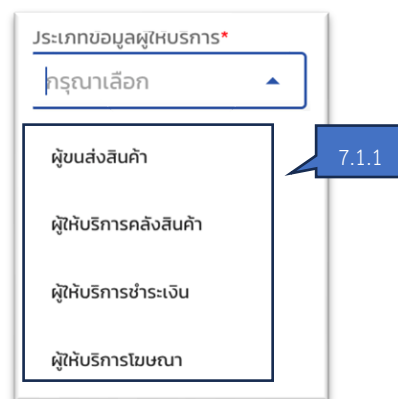 ประเภทข้อมูลผู้ให้บริการ*
กรุณาเลือก
ผู้ขนส่งสินค้า
7.1.1
ผู้ให้บริการคลังสินค้า
ผู้ให้บริการชำระเงิน
ผู้ให้บริการโฆษณา